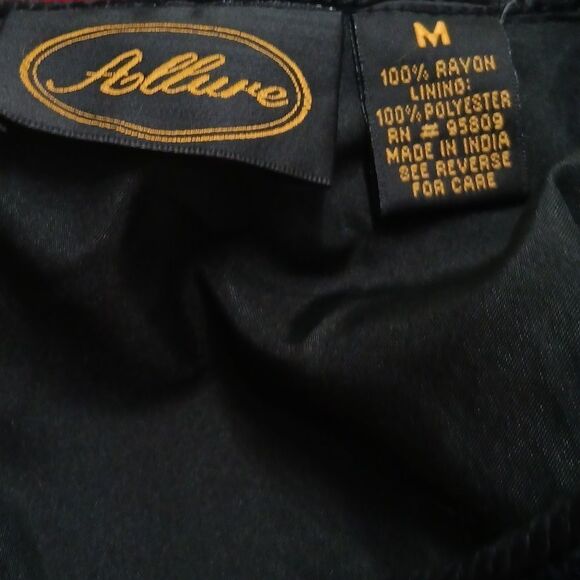 Allure
M
100% RAYON
LINING:
100% POLYESTER
RN # 95809
MADE IN INDIA
SEE REVERSE
FOR CARE